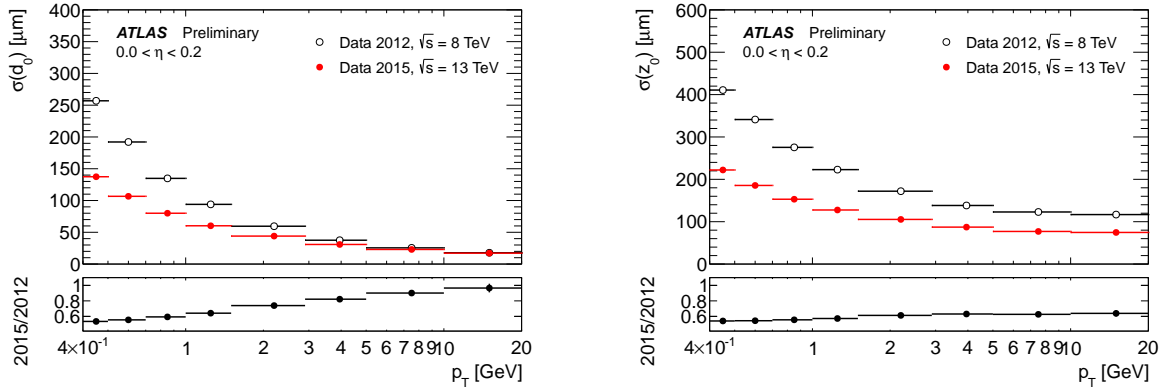 σ(d₀) [μm]
400
350
300
250
200
150
100
50
0
ATLAS Preliminary
0.0 < η < 0.2
Data 2012, √s = 8 TeV
Data 2015, √s = 13 TeV
2015/2012
1
0.8
0.6
4×10⁻¹ 1 2 3 4 5 6 7 8 9 10 20
p_T [GeV]
σ(z₀) [μm]
600
500
400
300
200
100
0
ATLAS Preliminary
0.0 < η < 0.2
Data 2012, √s = 8 TeV
Data 2015, √s = 13 TeV
2015/2012
1
0.8
0.6
4×10⁻¹ 1 2 3 4 5 6 7 8 9 10 20
p_T [GeV]